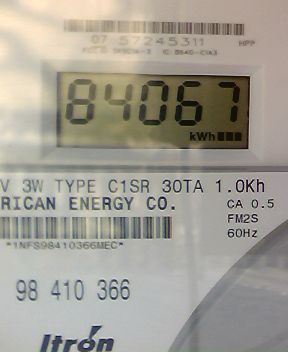 07 57245311 HPP
84067
kWh
V 3W TYPE C1SR 30TA 1.0Kh
RICAN ENERGY CO. CA 0.5
FM2S
*1NFS98410366MEC* 60Hz
98 410 366
Itron